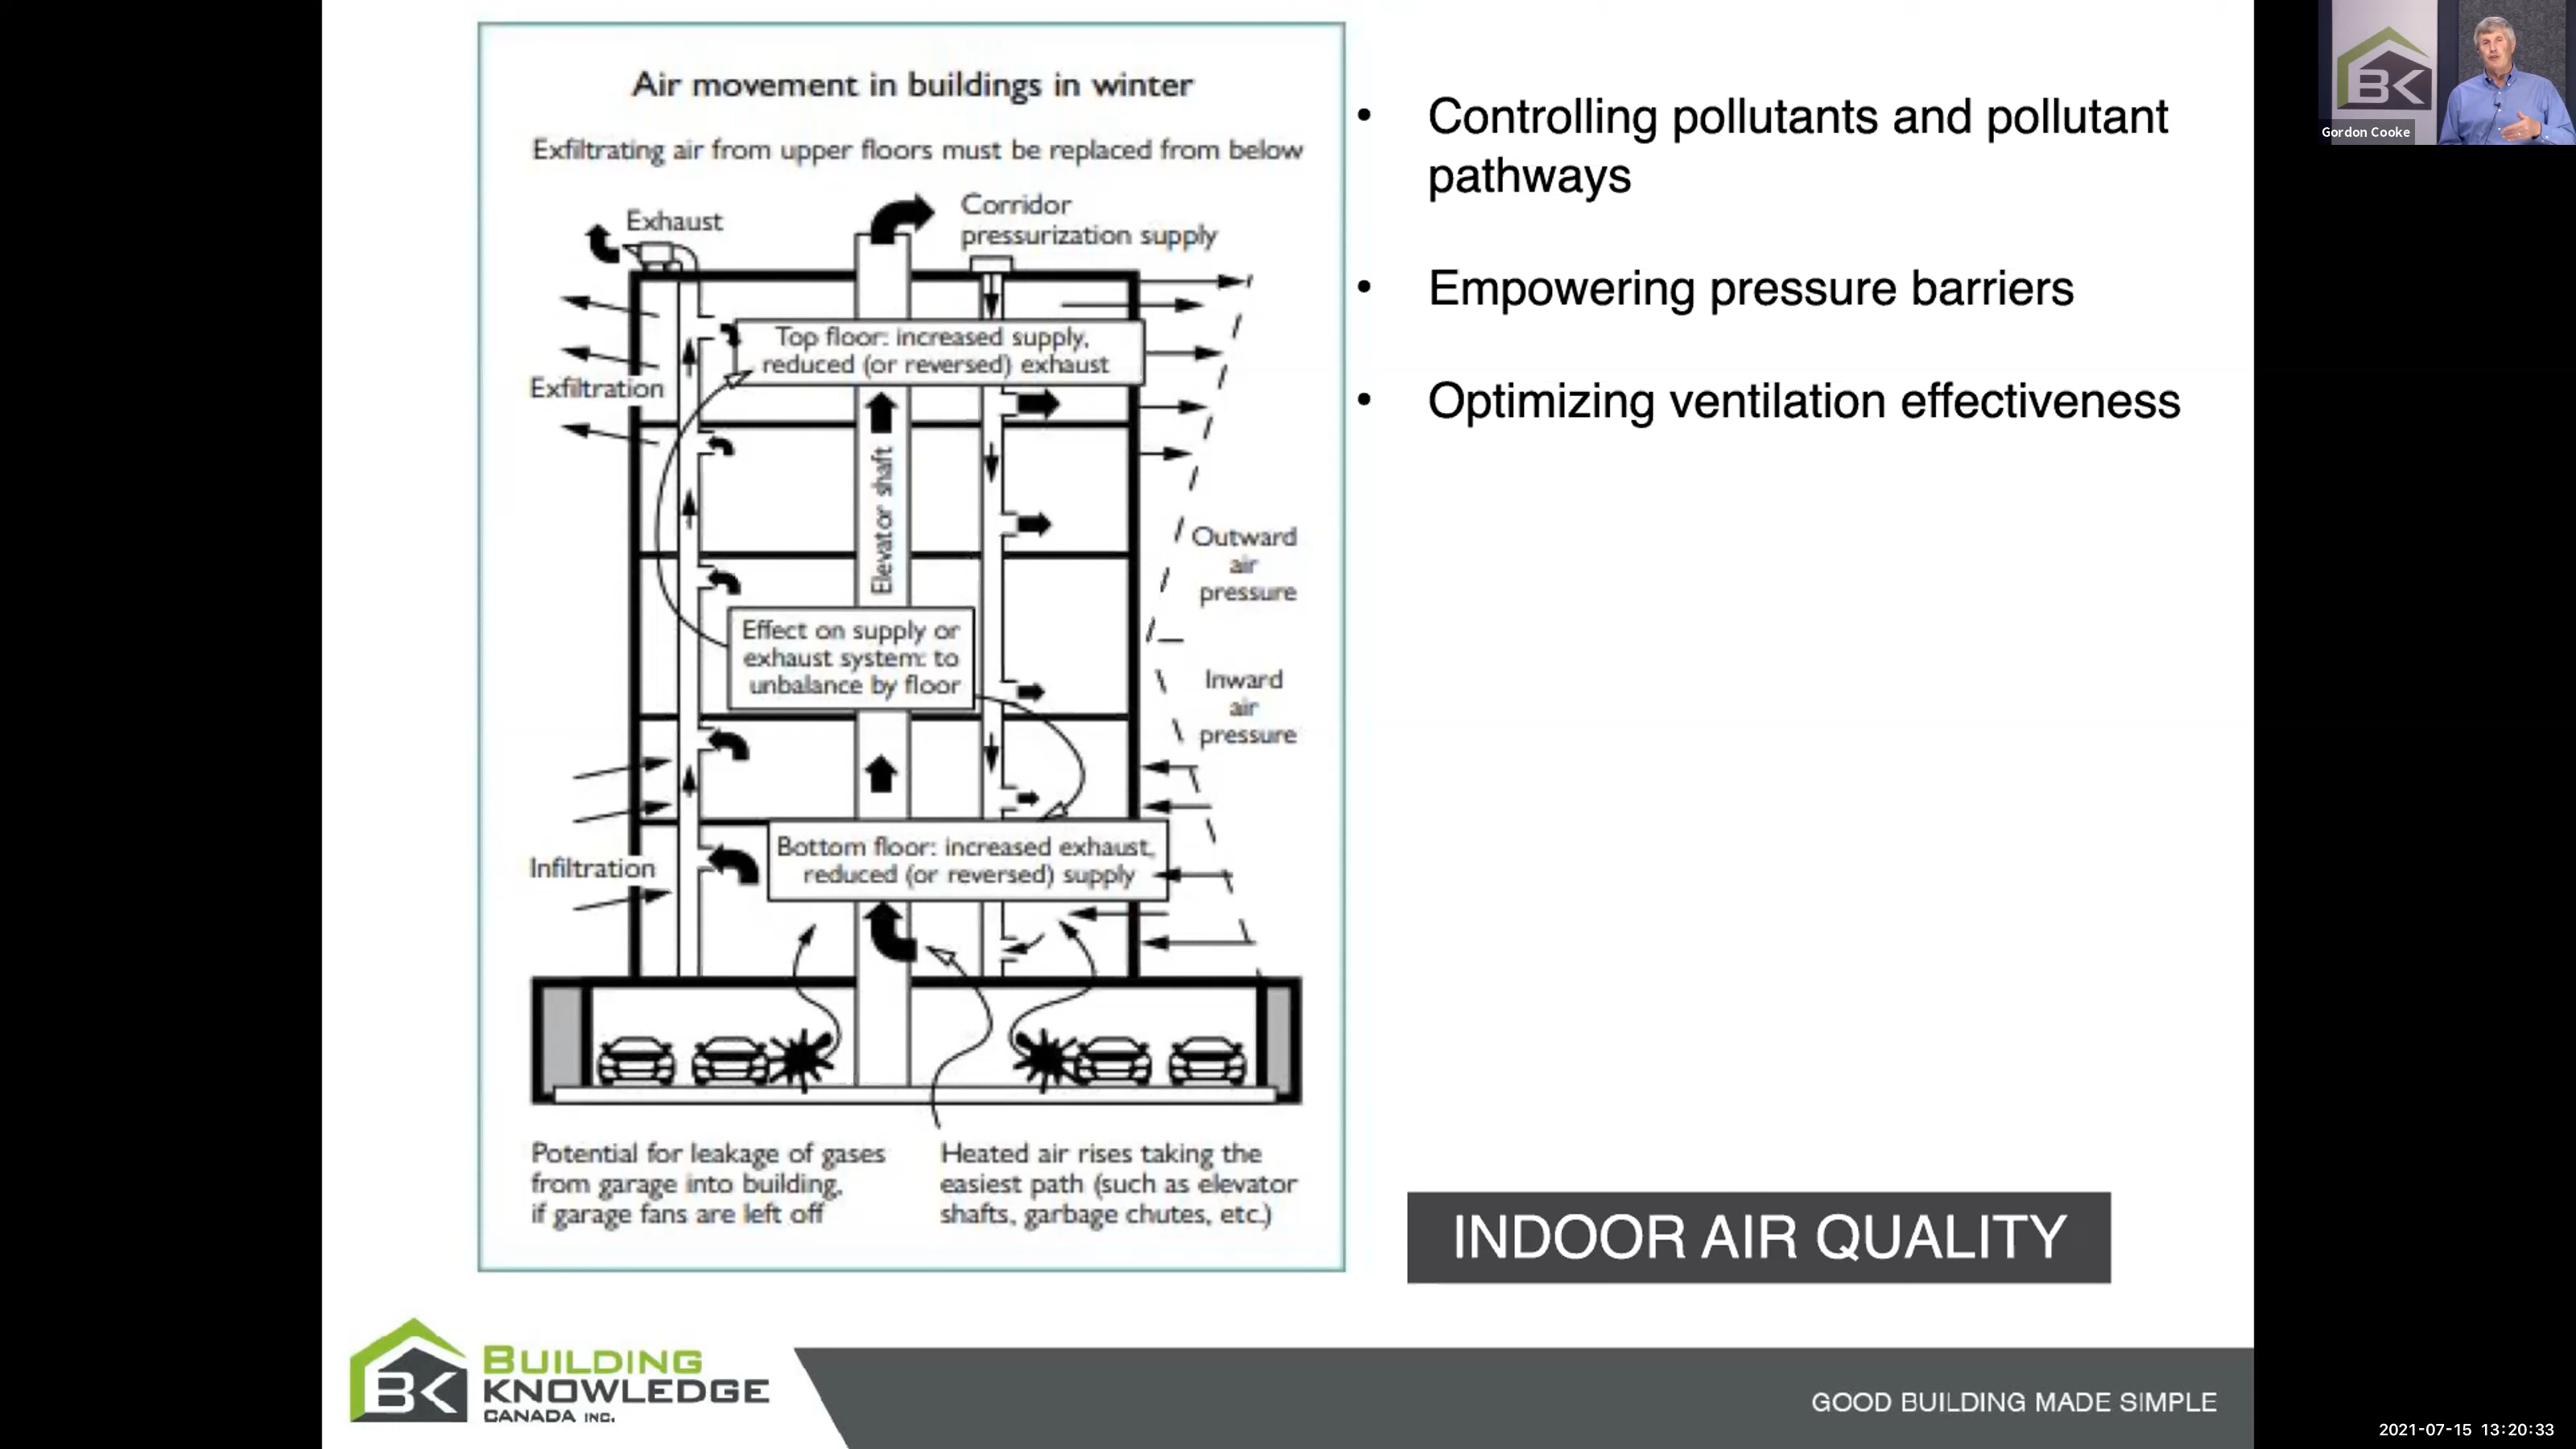 Air movement in buildings in winter
Exfiltrating air from upper floors must be replaced from below
Exhaust
Corridor
pressurization supply
Top floor: increased supply,
reduced (or reversed) exhaust
Exfiltration
Elevator shaft
Outward
air
pressure
Effect on supply or
exhaust system: to
unbalance by floor
Inward
air
pressure
Bottom floor: increased exhaust,
reduced (or reversed) supply
Infiltration
Potential for leakage of gases
from garage into building,
if garage fans are left off
Heated air rises taking the
easiest path (such as elevator
shafts, garbage chutes, etc.)
• Controlling pollutants and pollutant
pathways
• Empowering pressure barriers
• Optimizing ventilation effectiveness
INDOOR AIR QUALITY
BK
BUILDING
KNOWLEDGE
CANADA INC.
GOOD BUILDING MADE SIMPLE
BK
Gordon Cooke
2021-07-15 13:20:33